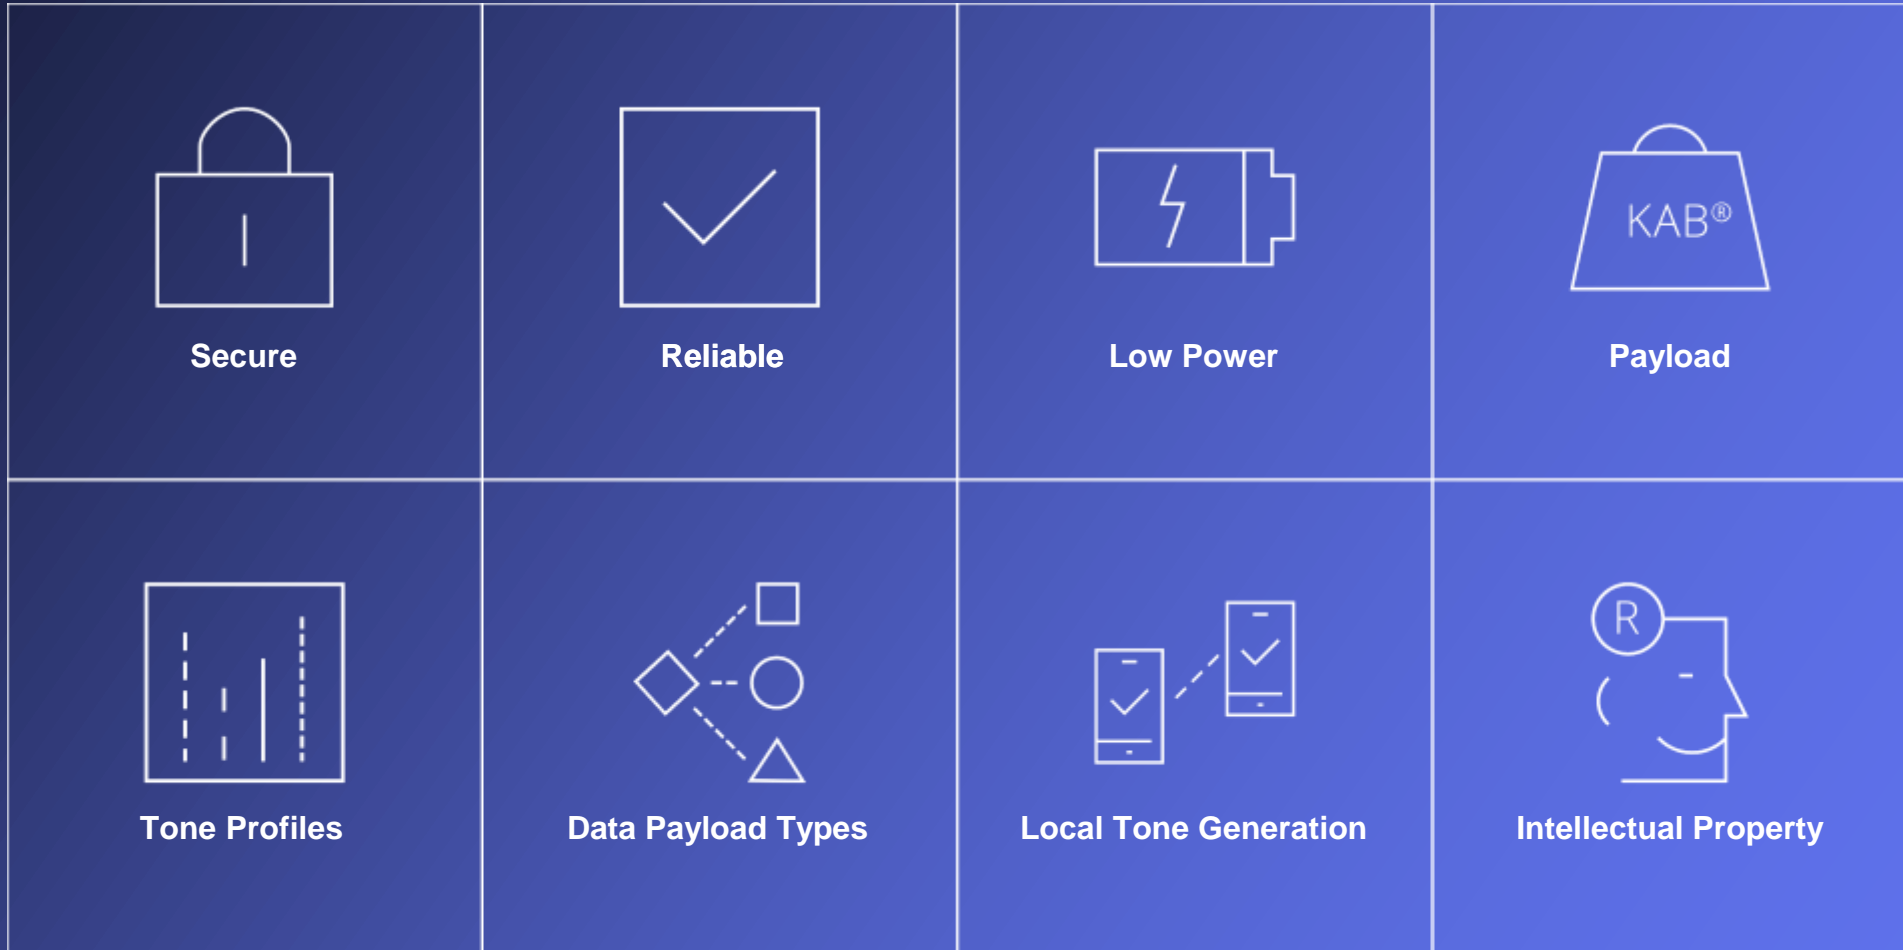 KAB®
Secure
Reliable
Low Power
Payload
R
Tone Profiles
Data Payload Types
Local Tone Generation
Intellectual Property